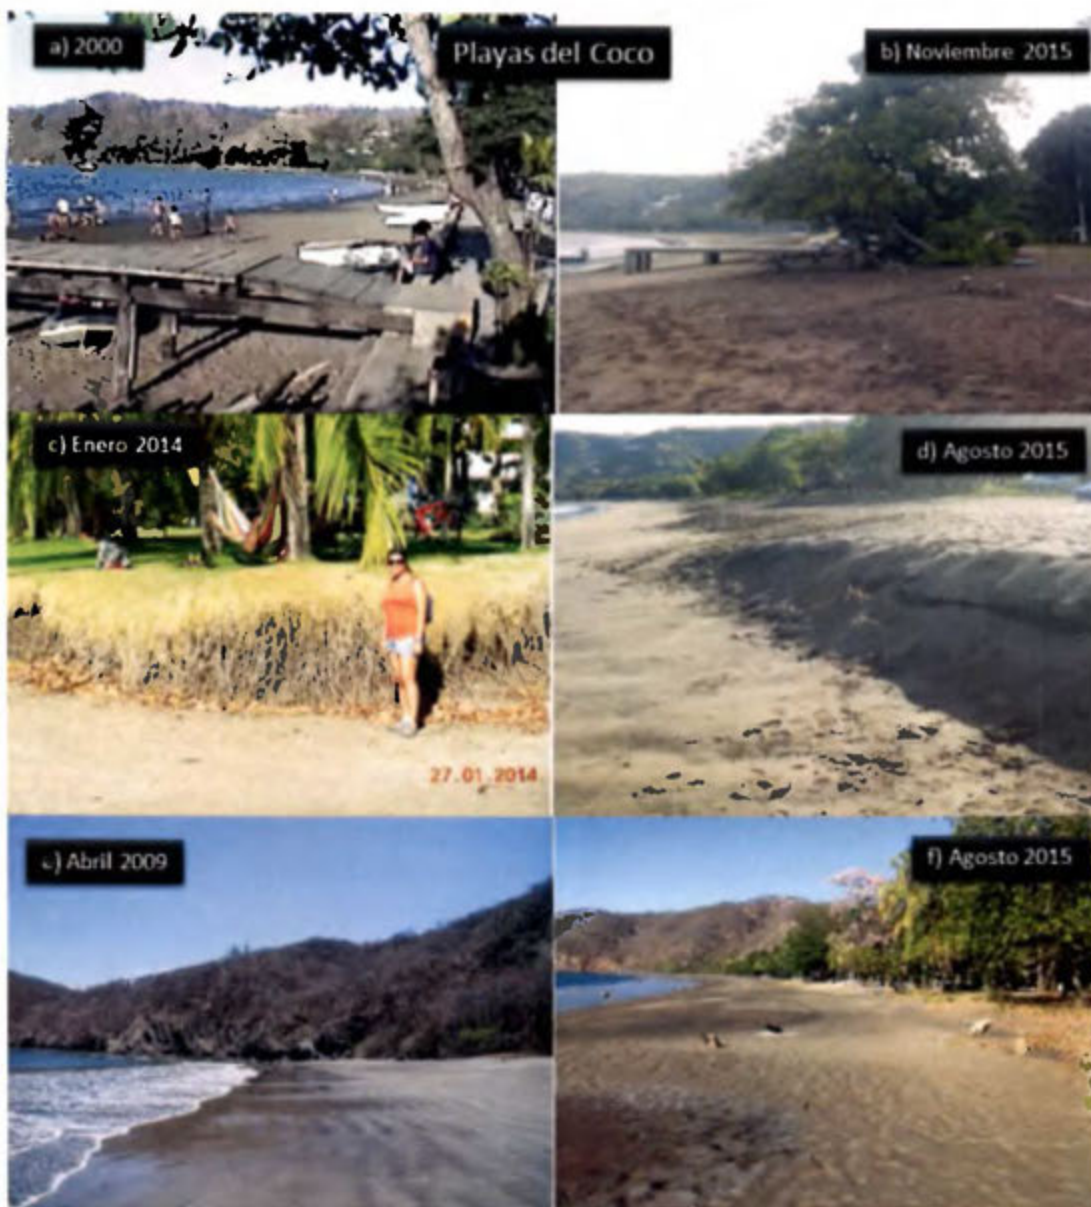 a) 2000
Playas del Coco
b) Noviembre 2015
c) Enero 2014
d) Agosto 2015
27.01.2014
e) Abril 2009
f) Agosto 2015